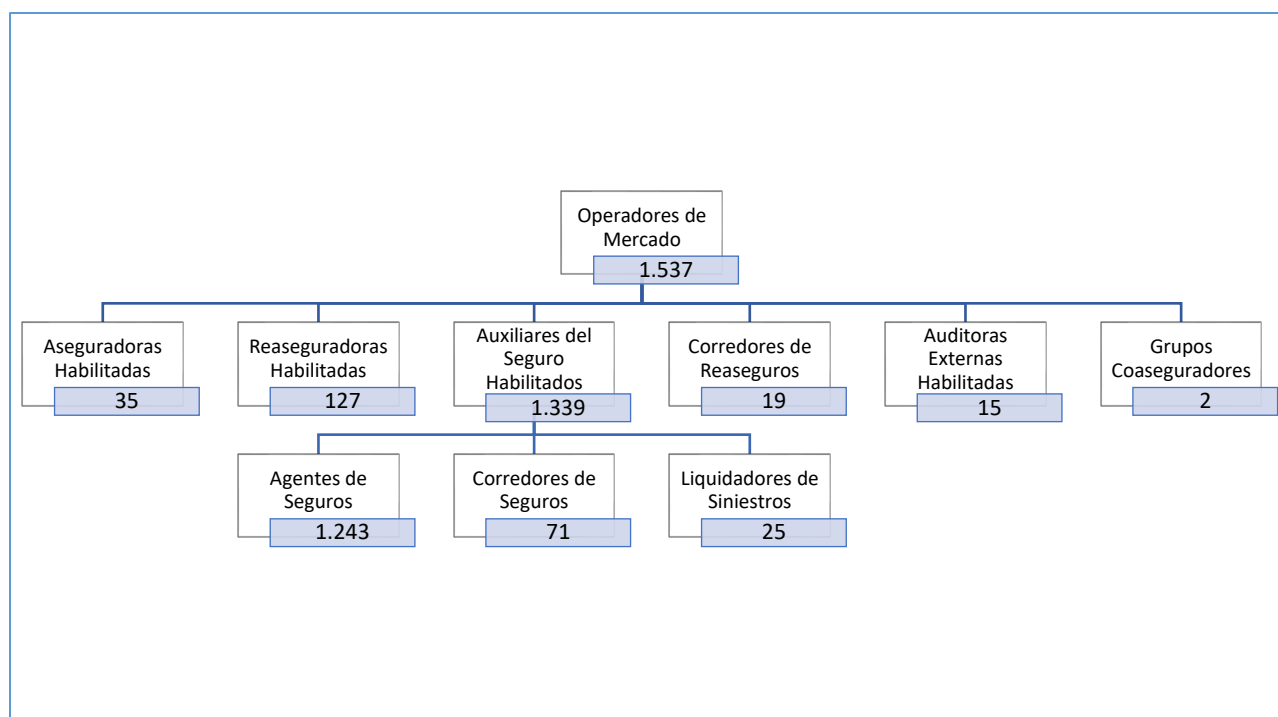 Operadores de
Mercado
1.537
Aseguradoras
Habilitadas
35
Reaseguradoras
Habilitadas
127
Auxiliares del
Seguro
Habilitados
1.339
Corredores de
Reaseguros
19
Auditoras
Externas
Habilitadas
15
Grupos
Coaseguradores
2
Agentes de
Seguros
1.243
Corredores de
Seguros
71
Liquidadores de
Siniestros
25